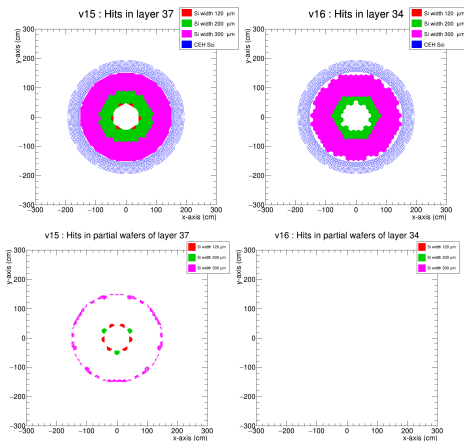 v15 : Hits in layer 37
Si width 120 μm
Si width 200 μm
Si width 300 μm
CEH Sci
y-axis (cm)
300
200
100
0
−100
−200
−300
−300 −200 −100 0 100 200 300
x-axis (cm)
v16 : Hits in layer 34
Si width 120 μm
Si width 200 μm
Si width 300 μm
CEH Sci
y-axis (cm)
300
200
100
0
−100
−200
−300
−300 −200 −100 0 100 200 300
x-axis (cm)
v15 : Hits in partial wafers of layer 37
Si width 120 μm
Si width 200 μm
Si width 300 μm
y-axis (cm)
300
200
100
0
−100
−200
−300
−300 −200 −100 0 100 200 300
x-axis (cm)
v16 : Hits in partial wafers of layer 34
Si width 120 μm
Si width 200 μm
Si width 300 μm
y-axis (cm)
300
200
100
0
−100
−200
−300
−300 −200 −100 0 100 200 300
x-axis (cm)